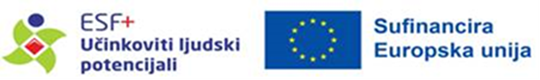 ESF+
Učinkoviti ljudski
potencijali
Sufinancira
Europska unija